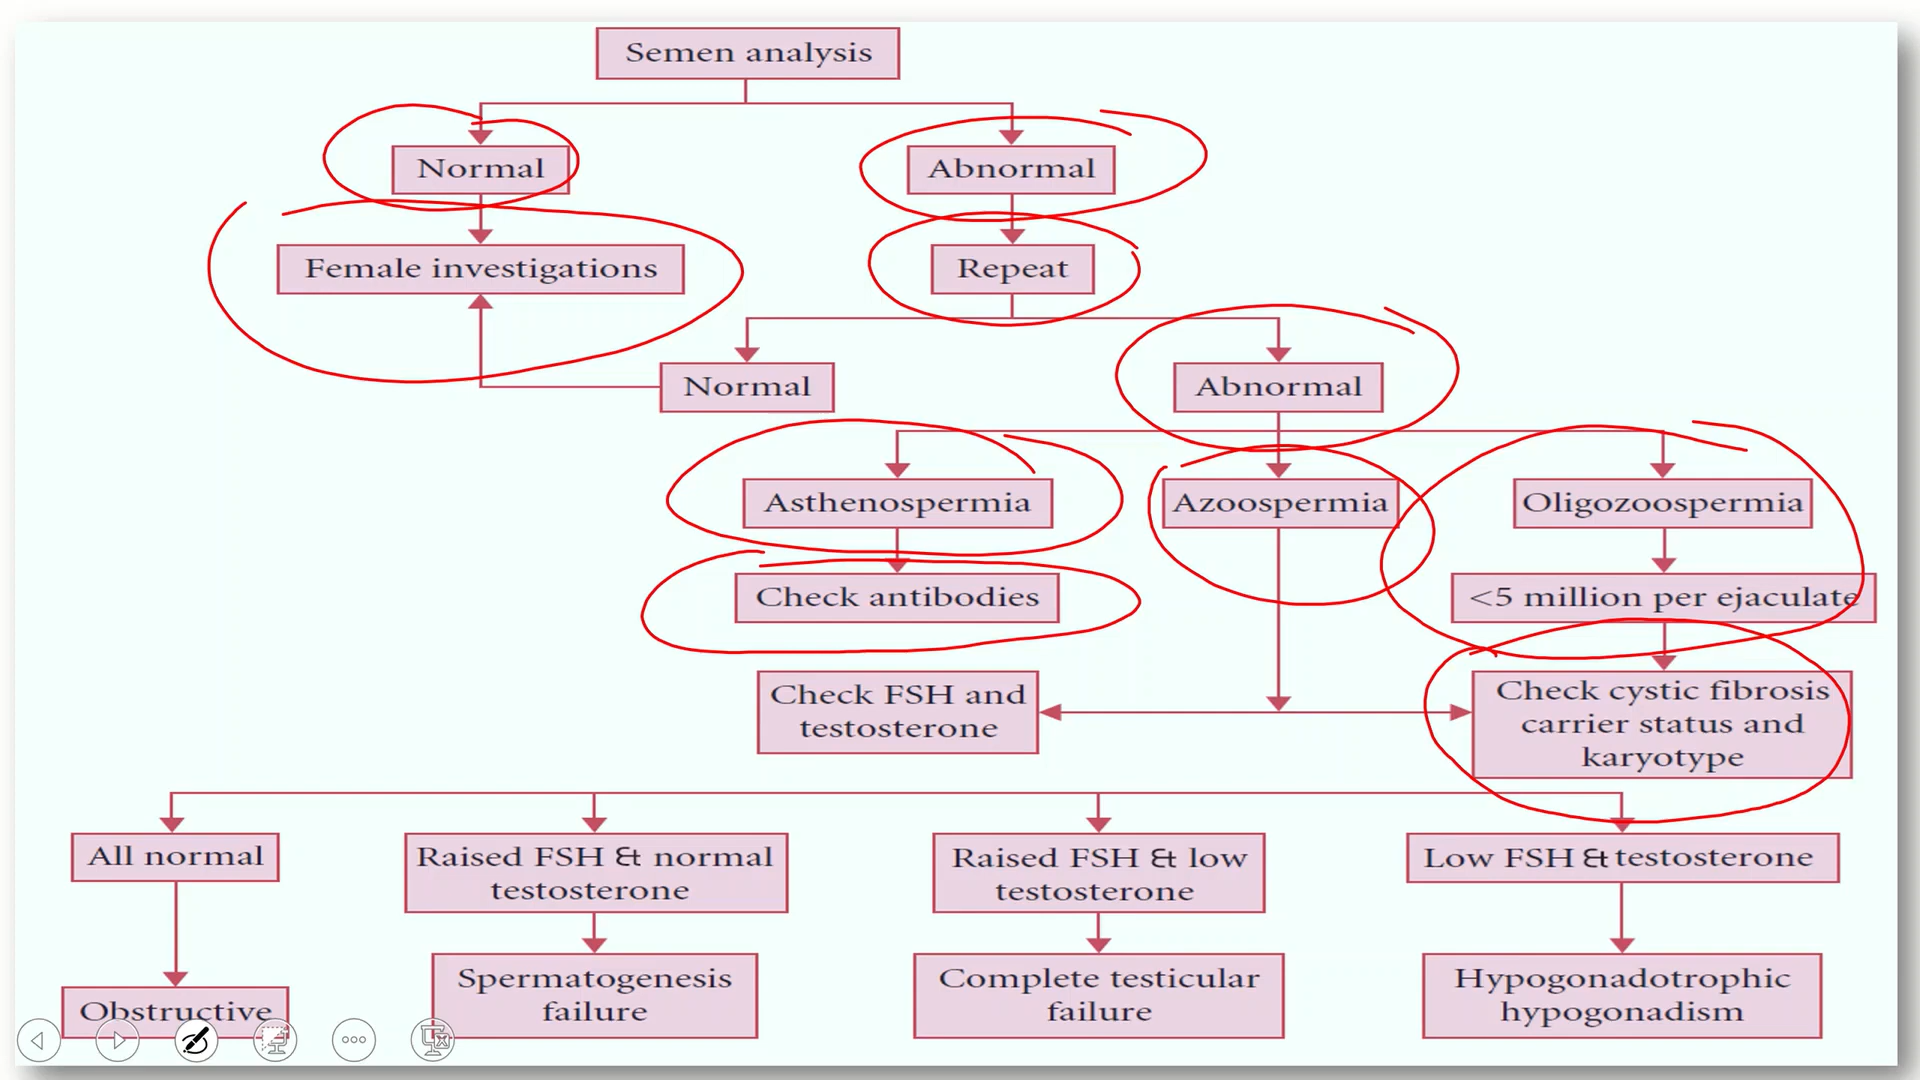 Semen analysis
Normal
Abnormal
Female investigations
Repeat
Normal
Abnormal
Asthenospermia
Azoospermia
Oligozoospermia
Check antibodies
<5 million per ejaculate
Check FSH and
testosterone
Check cystic fibrosis
carrier status and
karyotype
All normal
Raised FSH & normal
testosterone
Raised FSH & low
testosterone
Low FSH & testosterone
Obstructive
Spermatogenesis
failure
Complete testicular
failure
Hypogonadotrophic
hypogonadism